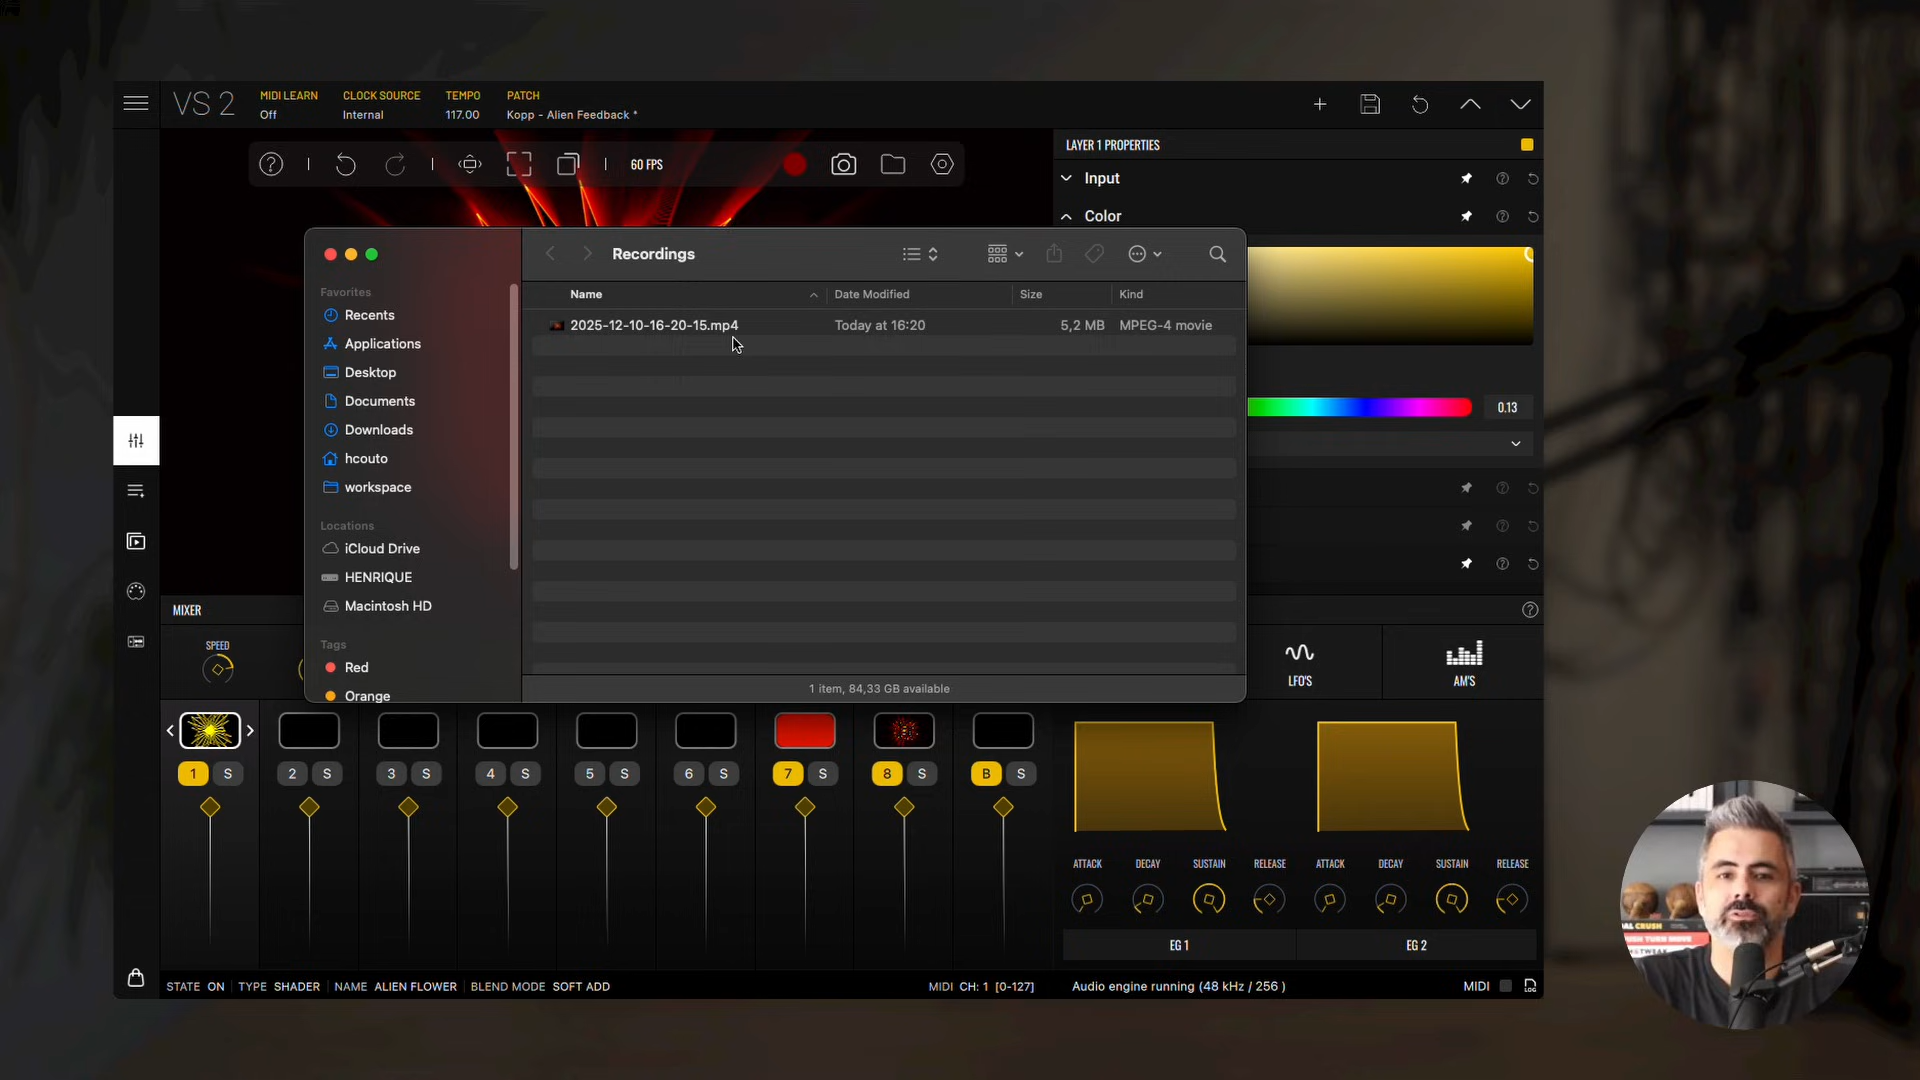 VS 2
MIDI LEARN
Off
CLOCK SOURCE
Internal
TEMPO
117.00
PATCH
Kopp - Alien Feedback *
60 FPS
LAYER 1 PROPERTIES
Input
Color
0.13
Recordings
Favorites
Recents
Applications
Desktop
Documents
Downloads
hcouto
workspace
Locations
iCloud Drive
HENRIQUE
Macintosh HD
Tags
Red
Orange
Name Date Modified Size Kind
2025-12-10-16-20-15.mp4 Today at 16:20 5,2 MB MPEG-4 movie
1 item, 84,33 GB available
MIXER
SPEED
LFO'S
AM'S
1 S 2 S 3 S 4 S 5 S 6 S 7 S 8 S B S
ATTACK DECAY SUSTAIN RELEASE ATTACK DECAY SUSTAIN RELEASE
EG 1 EG 2
STATE ON TYPE SHADER NAME ALIEN FLOWER BLEND MODE SOFT ADD
MIDI CH: 1 [0-127]
Audio engine running (48 kHz / 256 )
MIDI
LOG